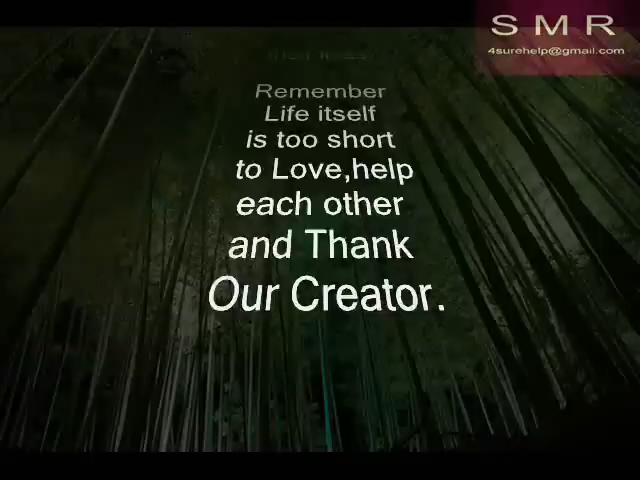 S M R
4surehelp@gmail.com
Remember
Life itself
is too short
to Love,help
each other
and Thank
Our Creator.